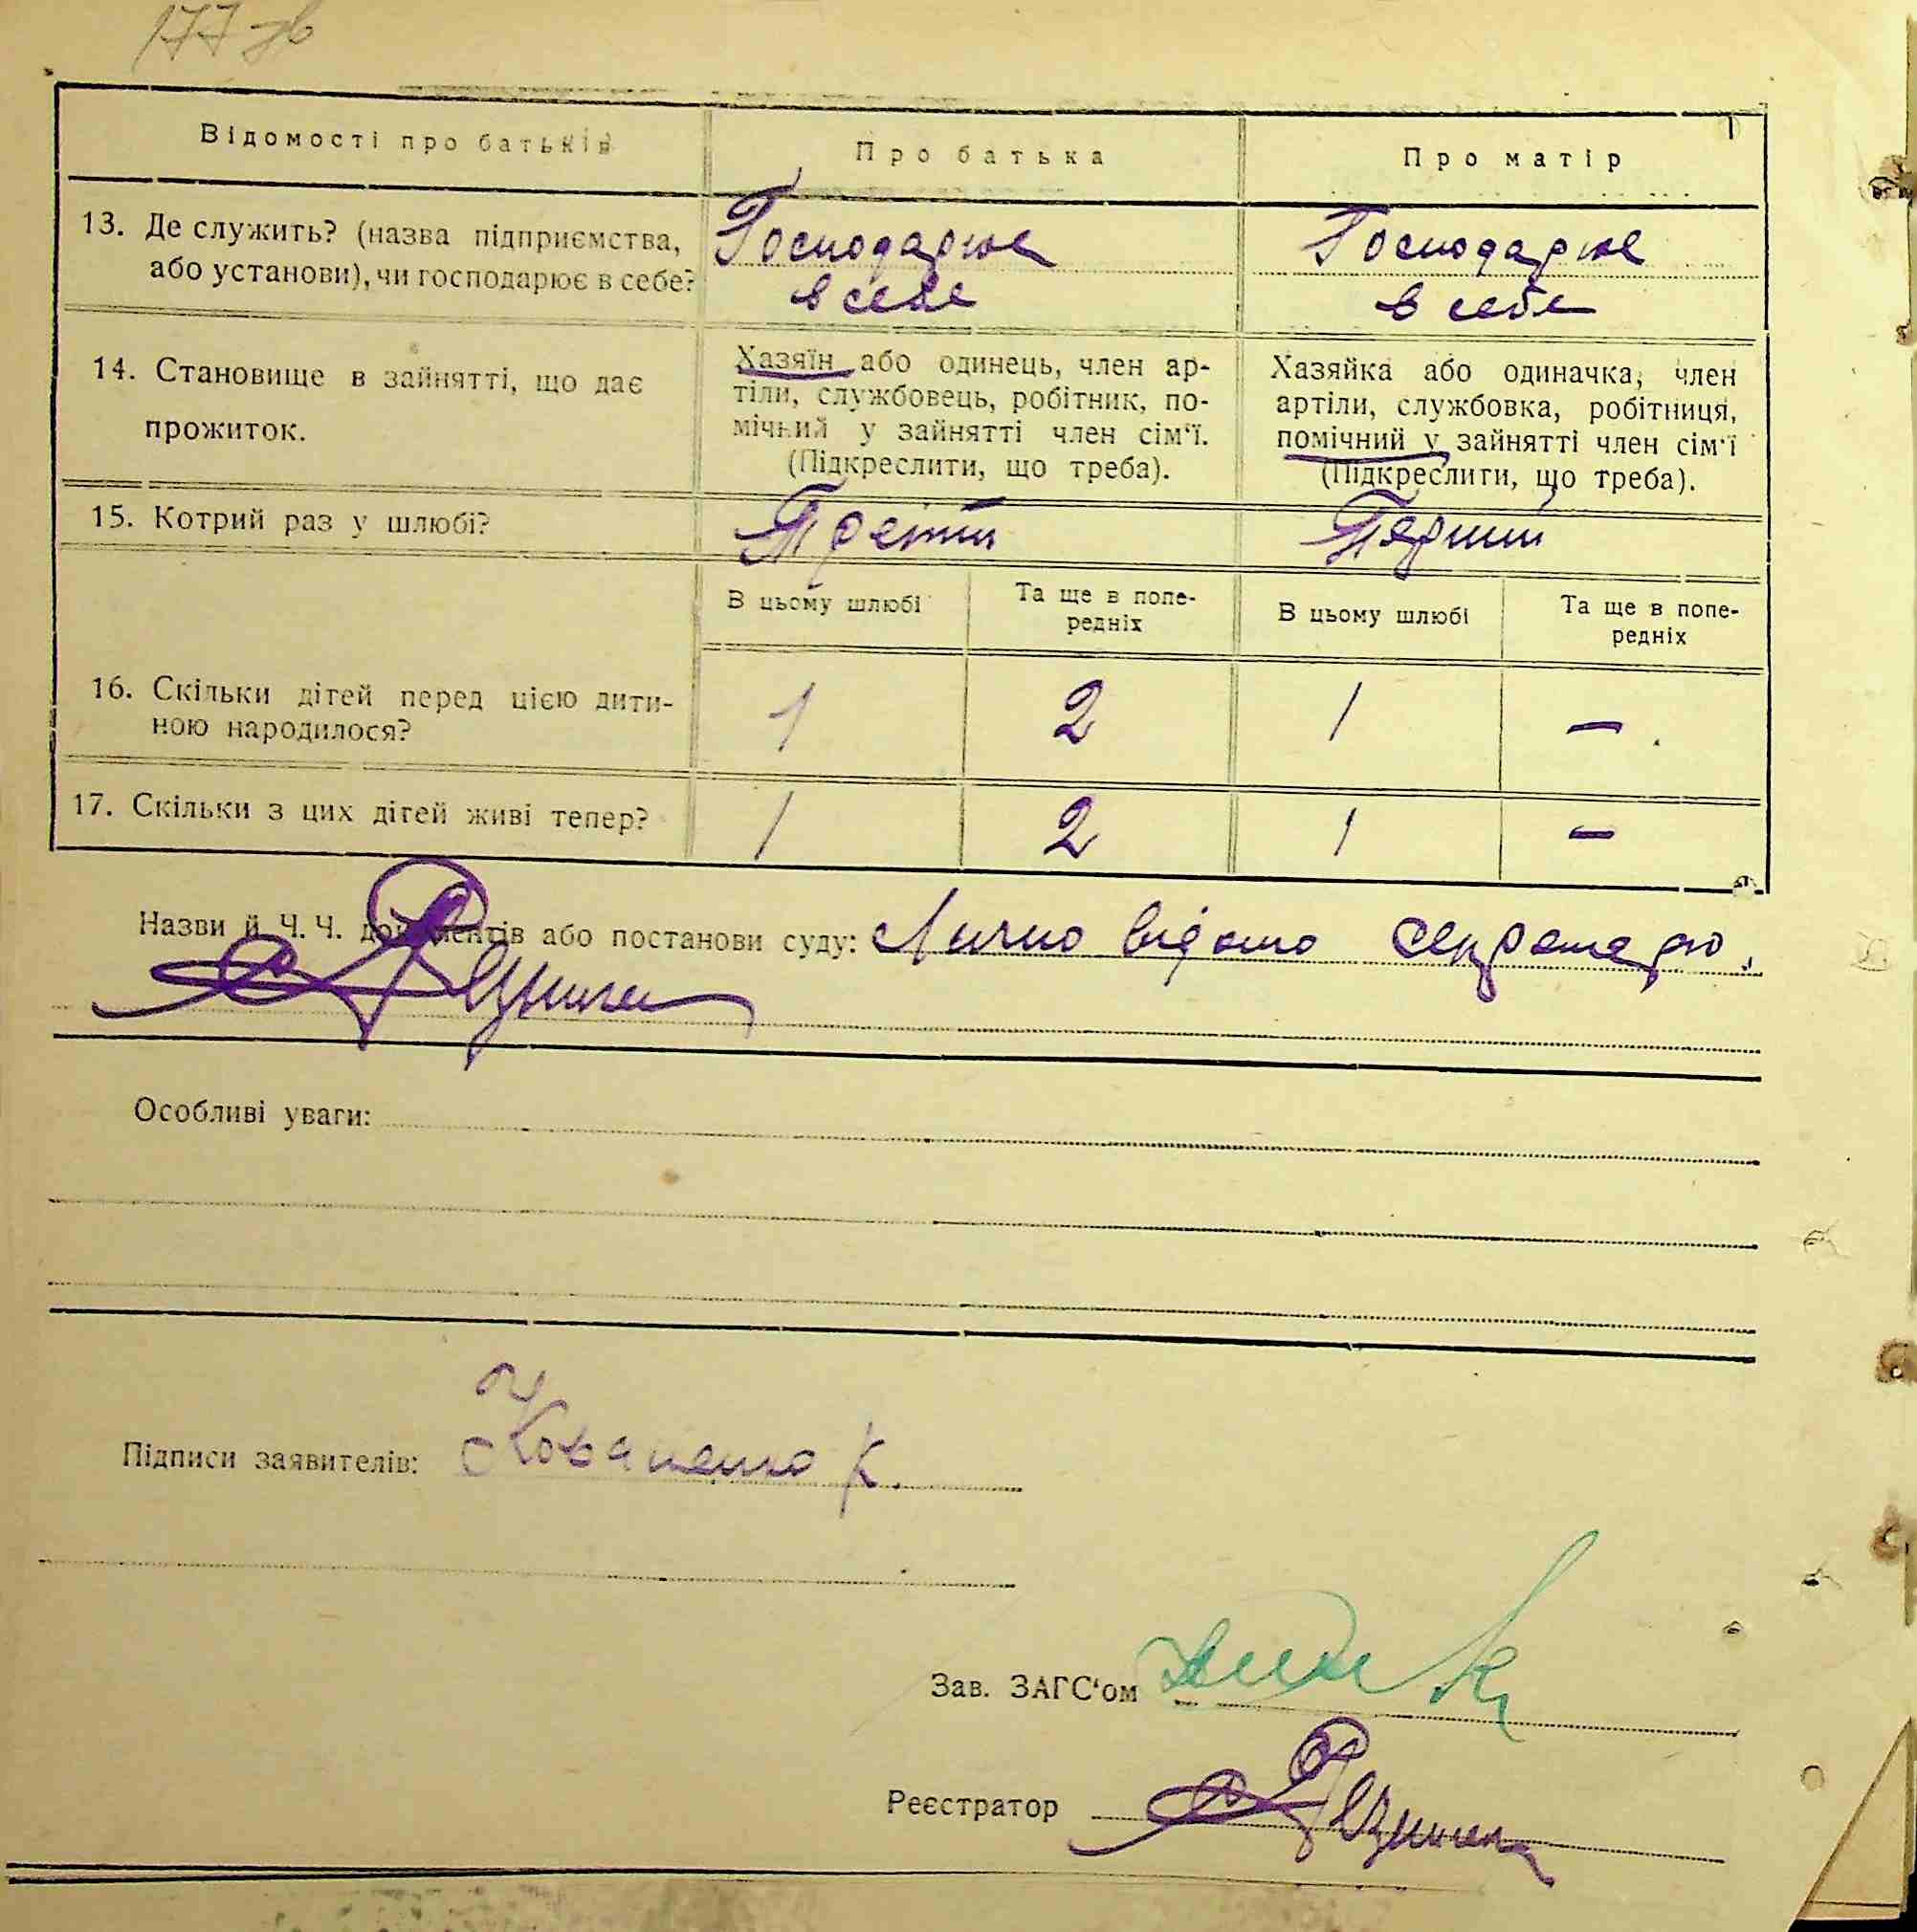 177 зв
Відомості про батьків
Про батька
Про матір
13. Де служить? (назва підприємства,
або установи), чи господарює в себе?
Господарює
в себе
Господарює
в себе
14. Становище в зайнятті, що дає
прожиток.
Хазяїн або одинець, член ар-
тіли, службовець, робітник, по-
мічний у зайнятті член сім'ї.
(Підкреслити, що треба).
Хазяйка або одиначка, член
артіли, службовка, робітниця,
помічний у зайнятті член сім'ї
(Підкреслити, що треба).
15. Котрий раз у шлюбі?
Третій
Перший
В цьому шлюбі
Та ще в попе-
редніх
В цьому шлюбі
Та ще в попе-
редніх
16. Скільки дітей перед цією дити-
ною народилося?
1 2 1 —
17. Скільки з цих дітей живі тепер?
1 2 1 —
Назви й Ч. Ч. документів або постанови суду: Лично відомо секретарю.
Особливі уваги:
Підписи заявителів: Коваленко К.
Зав. ЗАГС'ом
Реєстратор